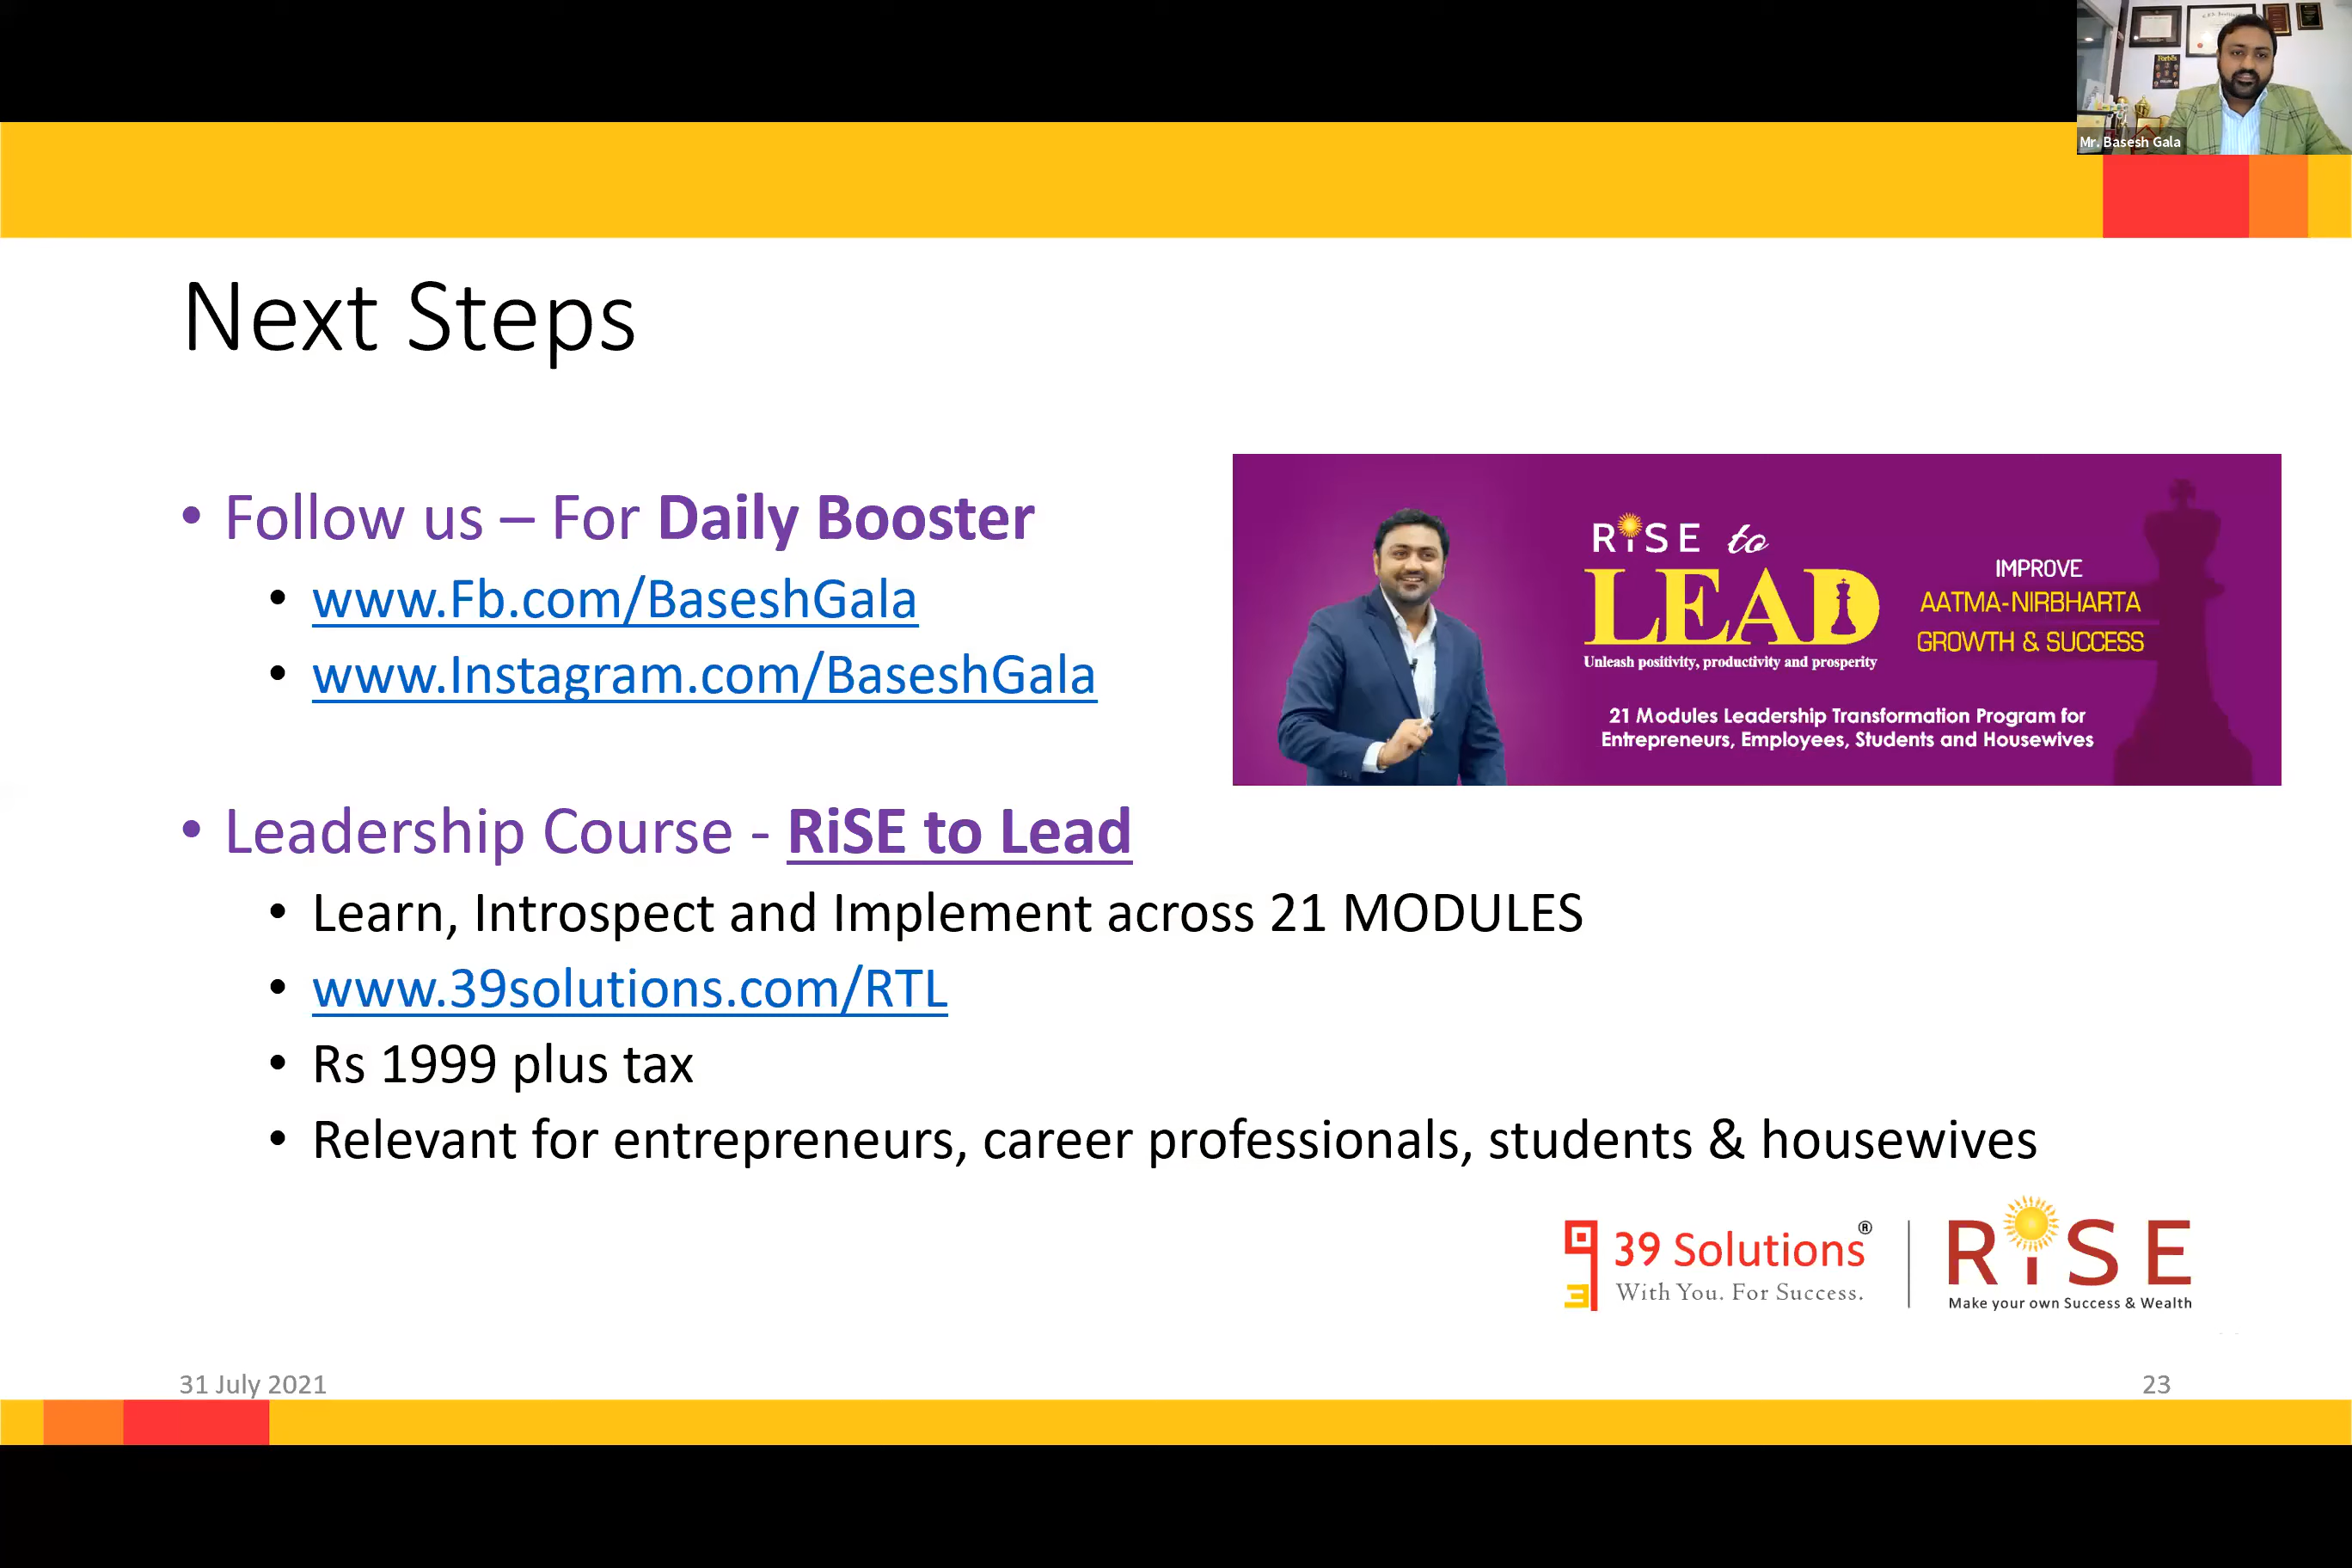 Mr. Basesh Gala
Next Steps
• Follow us – For Daily Booster
• www.Fb.com/BaseshGala
• www.Instagram.com/BaseshGala
RiSE to
LEAD
Unleash positivity, productivity and prosperity
IMPROVE
AATMA-NIRBHARTA
GROWTH & SUCCESS
21 Modules Leadership Transformation Program for
Entrepreneurs, Employees, Students and Housewives
• Leadership Course - RiSE to Lead
• Learn, Introspect and Implement across 21 MODULES
• www.39solutions.com/RTL
• Rs 1999 plus tax
• Relevant for entrepreneurs, career professionals, students & housewives
39 Solutions®
With You. For Success.
RiSE
Make your own Success & Wealth
31 July 2021
23